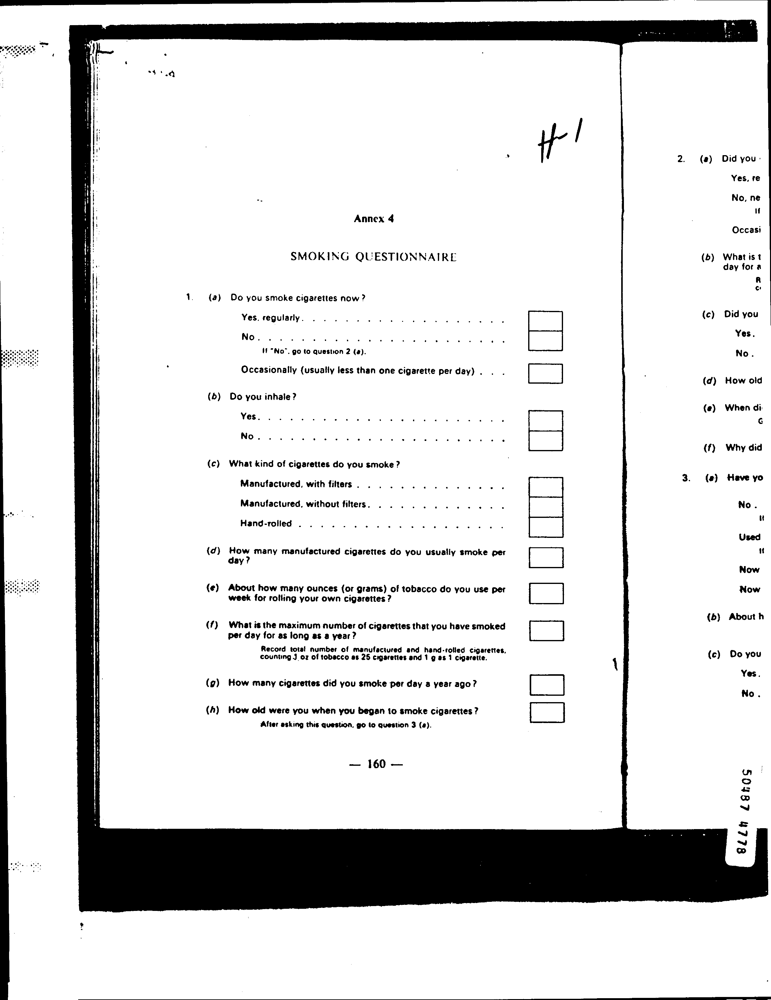 H-1
Annex 4
SMOKING QUESTIONNAIRE
1. (a) Do you smoke cigarettes now?
Yes, regularly. . . . . . . . . . . . . . . . . . . .
No . . . . . . . . . . . . . . . . . . . . . . .
If "No", go to question 2 (a).
Occasionally (usually less than one cigarette per day) . . .
(b) Do you inhale?
Yes. . . . . . . . . . . . . . . . . . . . . . .
No . . . . . . . . . . . . . . . . . . . . . . .
(c) What kind of cigarettes do you smoke?
Manufactured, with filters . . . . . . . . . . . . . .
Manufactured, without filters. . . . . . . . . . . . . .
Hand-rolled . . . . . . . . . . . . . . . . . . .
(d) How many manufactured cigarettes do you usually smoke per
day?
(e) About how many ounces (or grams) of tobacco do you use per
week for rolling your own cigarettes?
(f) What is the maximum number of cigarettes that you have smoked
per day for as long as a year?
Record total number of manufactured and hand-rolled cigarettes,
counting 1 oz of tobacco as 25 cigarettes and 1 g as 1 cigarette.
(g) How many cigarettes did you smoke per day a year ago?
(h) How old were you when you began to smoke cigarettes?
After asking this question, go to question 3 (a).
— 160 —
2. (a) Did you
Yes, re
No, ne
If
Occasi
(b) What is t
day for a
R
c
(c) Did you
Yes.
No .
(d) How old
(e) When di
G
(f) Why did
3. (a) Have yo
No .
If
Used
If
Now
Now
(b) About h
(c) Do you
Yes.
No .
50487 4778